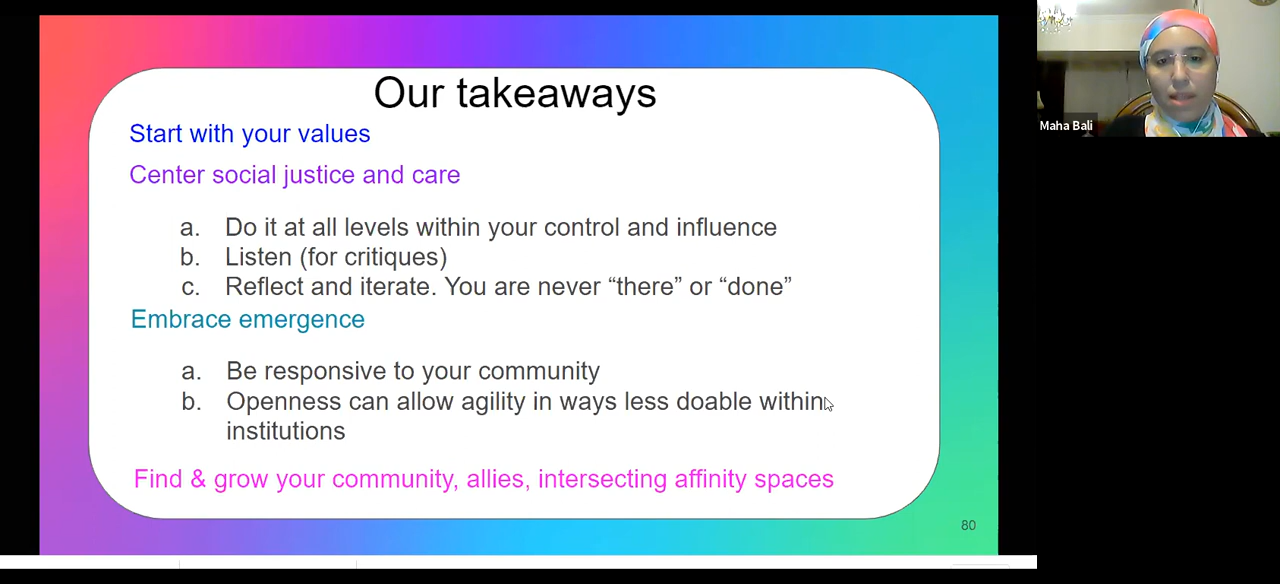 Our takeaways
Start with your values
Center social justice and care
a. Do it at all levels within your control and influence
b. Listen (for critiques)
c. Reflect and iterate. You are never “there” or “done”
Embrace emergence
a. Be responsive to your community
b. Openness can allow agility in ways less doable within
institutions
Find & grow your community, allies, intersecting affinity spaces
80
Maha Bali